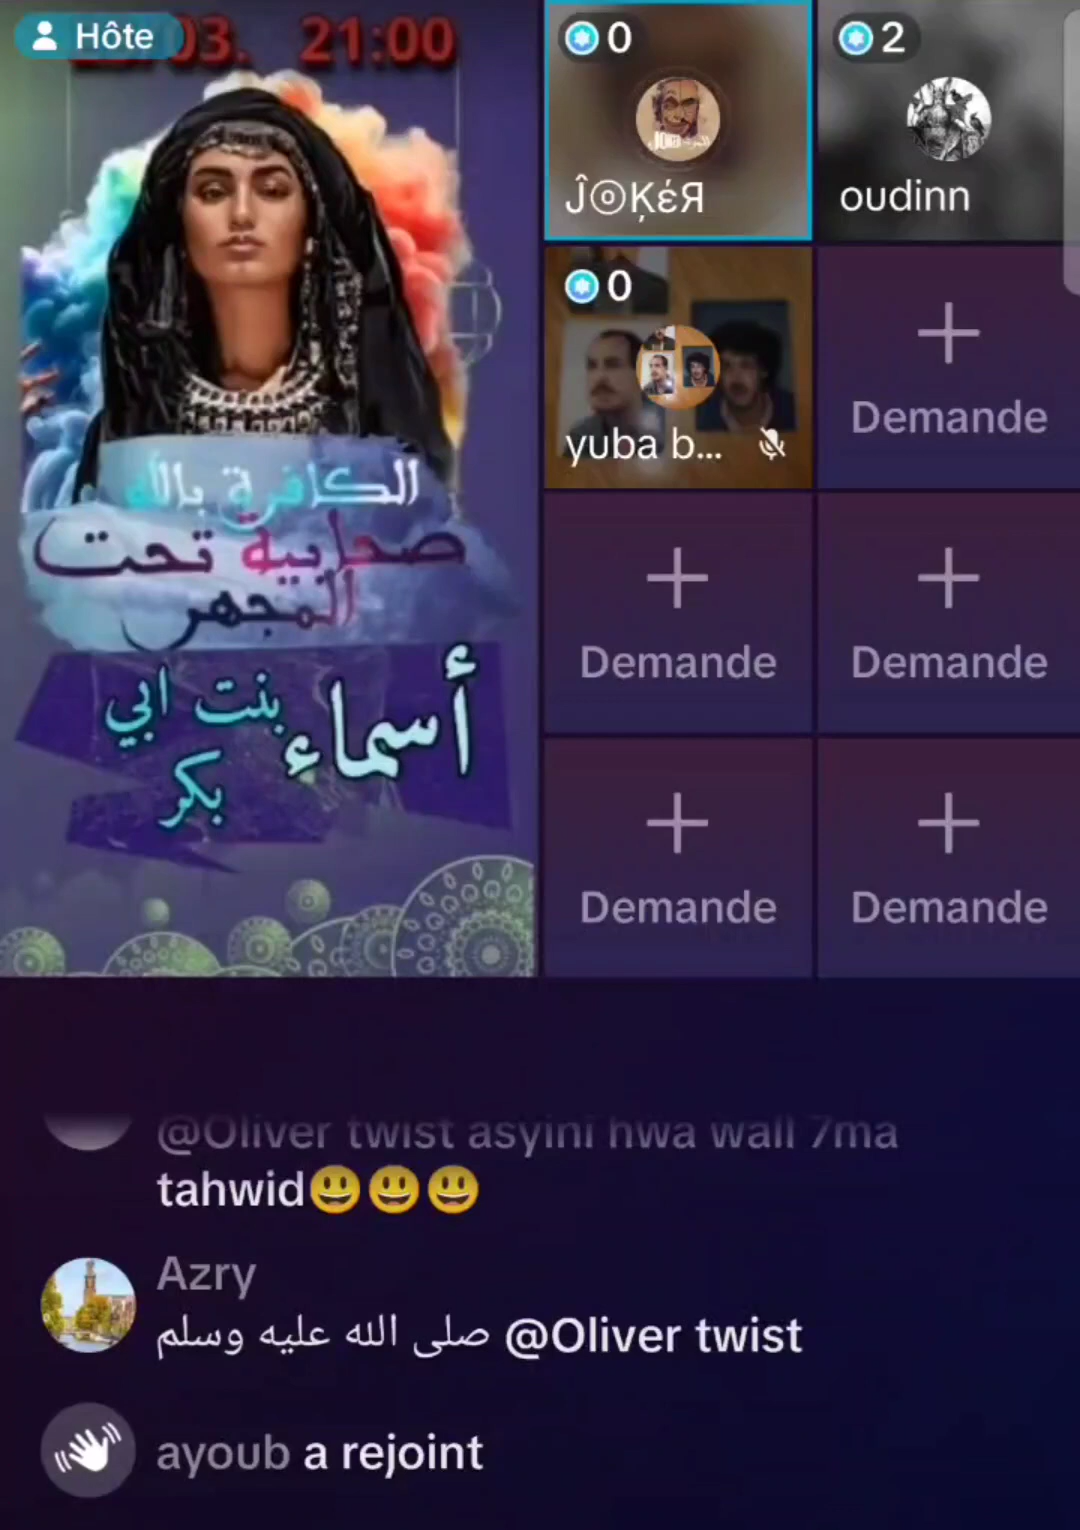 Hôte
03. 21:00
الكافرة بالله
صحابية تحت
المجهر
أسماء بنت ابي
بكر
0
ĴʘĶέЯ
2
oudinn
0
yuba b...
Demande
Demande
Demande
Demande
Demande
@Oliver twist asyini hwa wall 7ma
tahwid😃😃😃
Azry
صلى الله عليه وسلم @Oliver twist
ayoub a rejoint